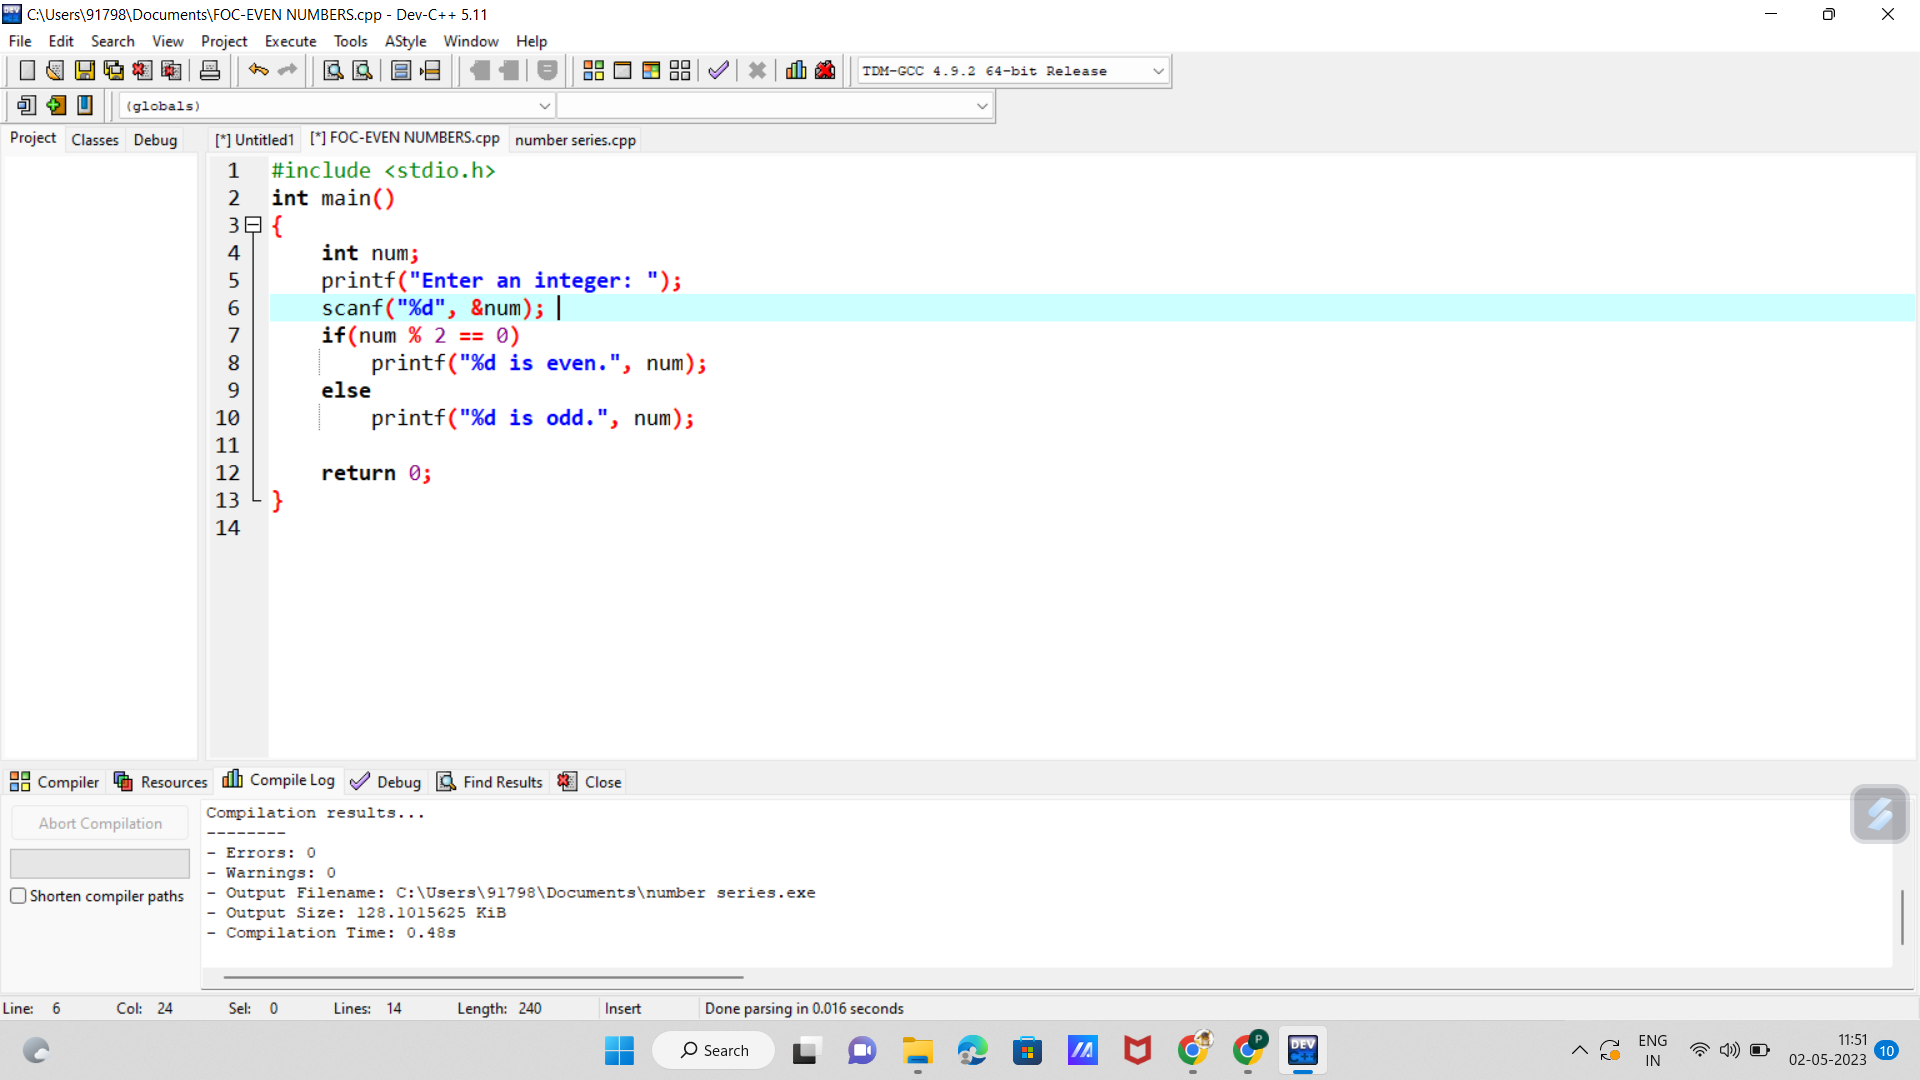 C:\Users\91798\Documents\FOC-EVEN NUMBERS.cpp - Dev-C++ 5.11
File Edit Search View Project Execute Tools AStyle Window Help
TDM-GCC 4.9.2 64-bit Release
(globals)
Project Classes Debug [*] Untitled1 [*] FOC-EVEN NUMBERS.cpp number series.cpp
1 #include <stdio.h>
2 int main()
3 {
4 int num;
5 printf("Enter an integer: ");
6 scanf("%d", &num);
7 if(num % 2 == 0)
8 printf("%d is even.", num);
9 else
10 printf("%d is odd.", num);
11
12 return 0;
13 }
14
Compiler Resources Compile Log Debug Find Results Close
Abort Compilation
Shorten compiler paths
Compilation results...
--------
- Errors: 0
- Warnings: 0
- Output Filename: C:\Users\91798\Documents\number series.exe
- Output Size: 128.1015625 KiB
- Compilation Time: 0.48s
Line: 6 Col: 24 Sel: 0 Lines: 14 Length: 240 Insert Done parsing in 0.016 seconds
Search
P
DEV
C++
ENG
IN
11:51
02-05-2023
10